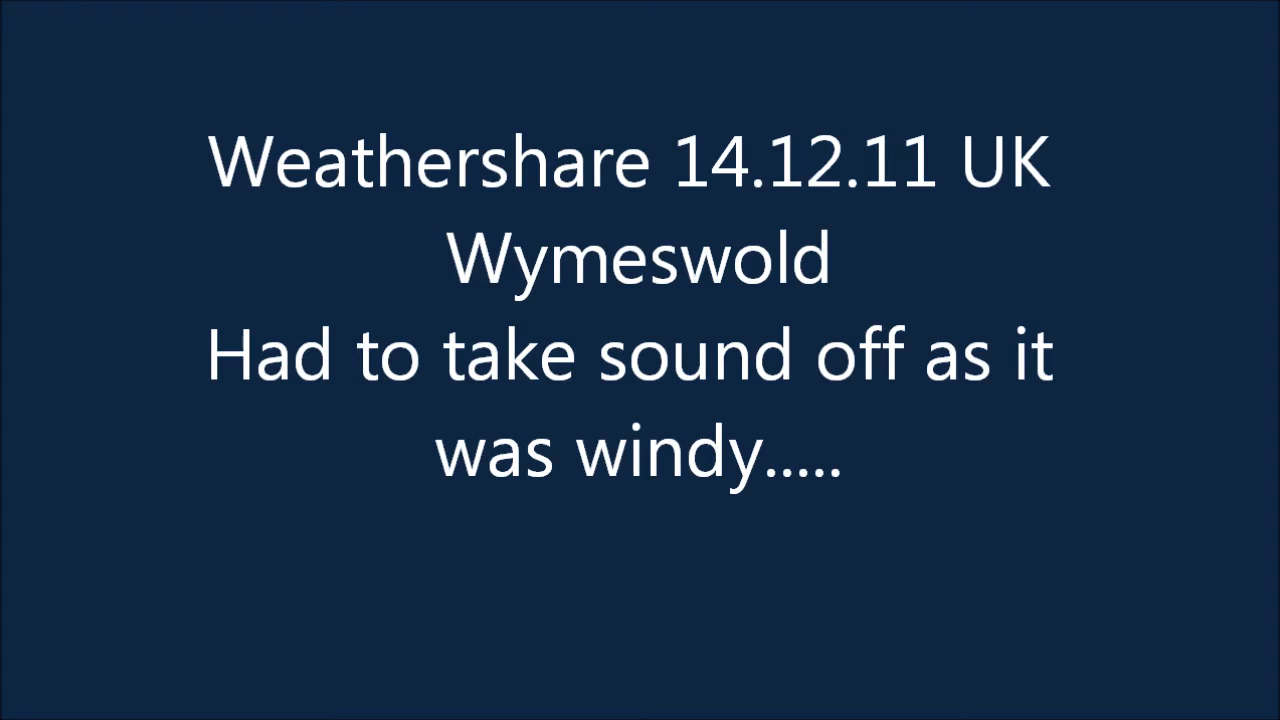 Weathershare 14.12.11 UK
Wymeswold
Had to take sound off as it
was windy.....